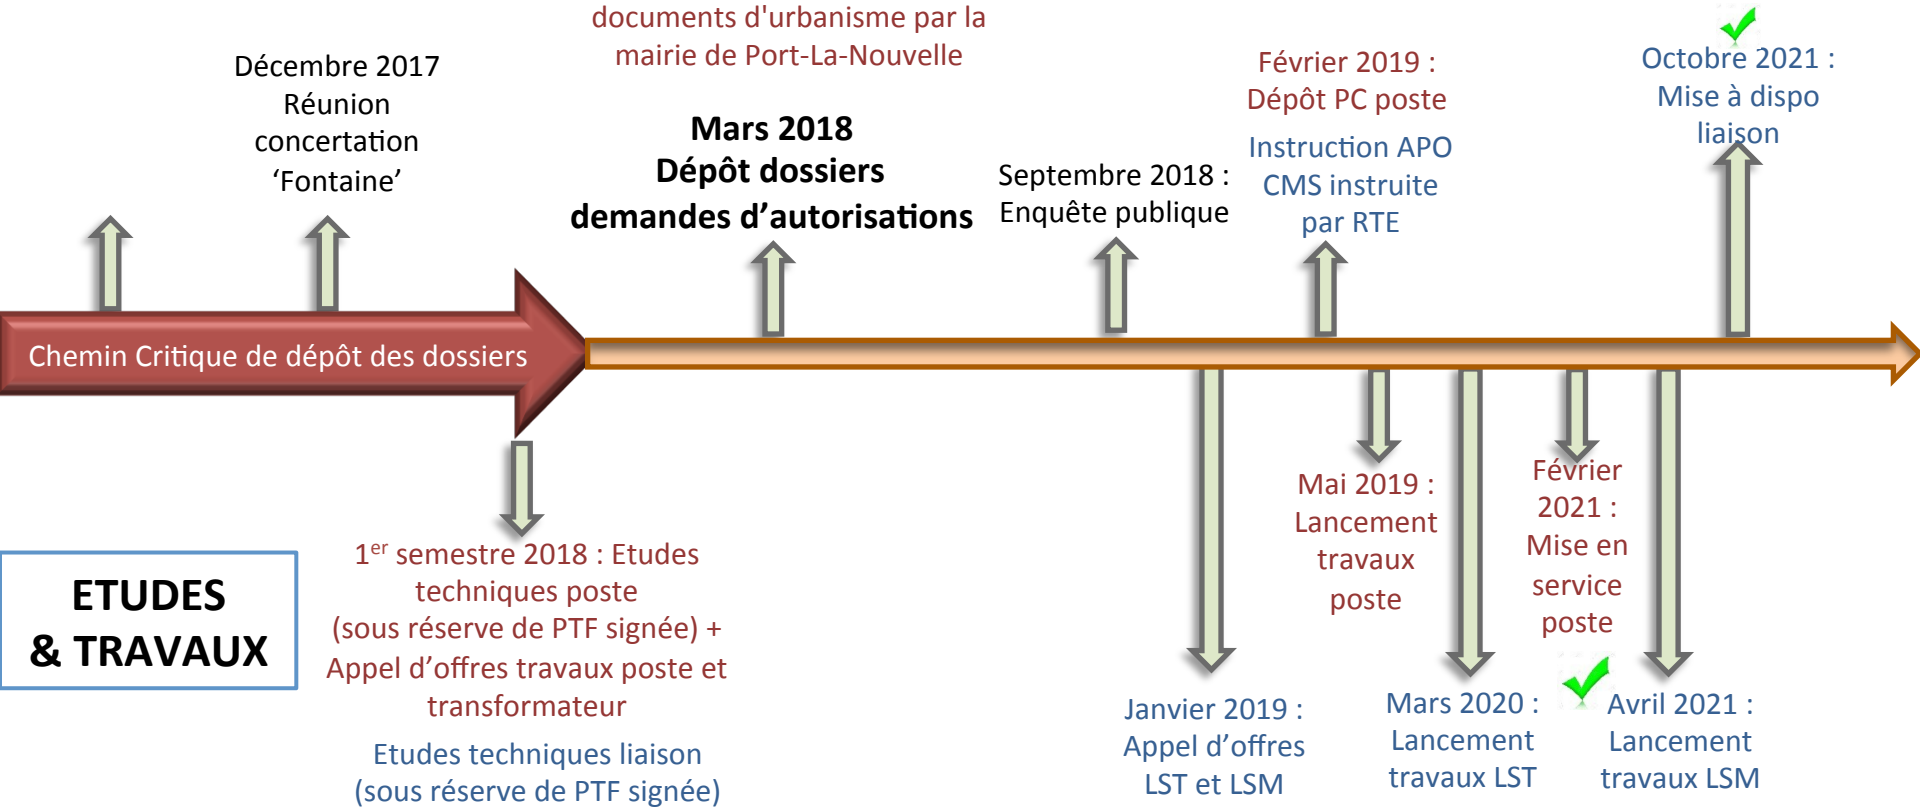 documents d'urbanisme par la
mairie de Port-La-Nouvelle
Décembre 2017
Réunion
concertation
‘Fontaine’
Mars 2018
Dépôt dossiers
demandes d’autorisations
Septembre 2018 :
Enquête publique
Février 2019 :
Dépôt PC poste
Instruction APO
CMS instruite
par RTE
Octobre 2021 :
Mise à dispo
liaison
Chemin Critique de dépôt des dossiers
ETUDES
& TRAVAUX
1er semestre 2018 : Etudes
techniques poste
(sous réserve de PTF signée) +
Appel d’offres travaux poste et
transformateur
Etudes techniques liaison
(sous réserve de PTF signée)
Janvier 2019 :
Appel d’offres
LST et LSM
Mai 2019 :
Lancement
travaux
poste
Mars 2020 :
Lancement
travaux LST
Février
2021 :
Mise en
service
poste
Avril 2021 :
Lancement
travaux LSM